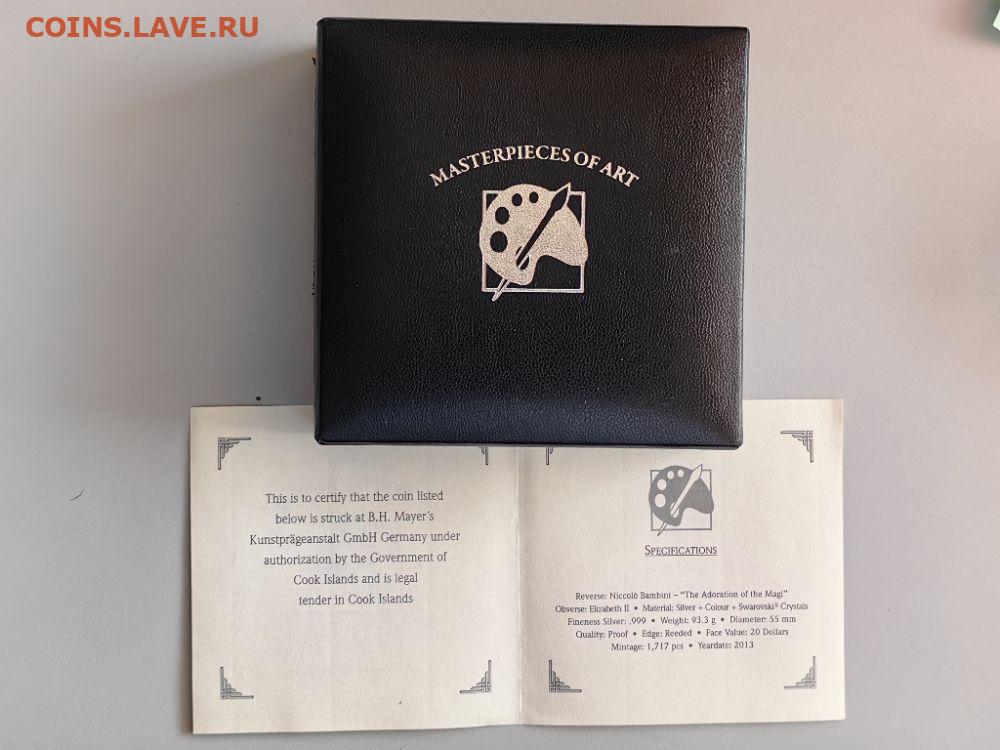 COINS.LAVE.RU
MASTERPIECES OF ART
This is to certify that the coin listed
below is struck at B.H. Mayer's
Kunstprägeanstalt GmbH Germany under
authorization by the Government of
Cook Islands and is legal
tender in Cook Islands
SPECIFICATIONS
Reverse: Niccolò Bambini – "The Adoration of the Magi"
Obverse: Elizabeth II • Material: Silver + Colour + Swarovski® Crystals
Fineness Silver: .999 • Weight: 93.3 g • Diameter: 55 mm
Quality: Proof • Edge: Reeded • Face Value: 20 Dollars
Mintage: 1,717 pcs • Yeardate: 2013